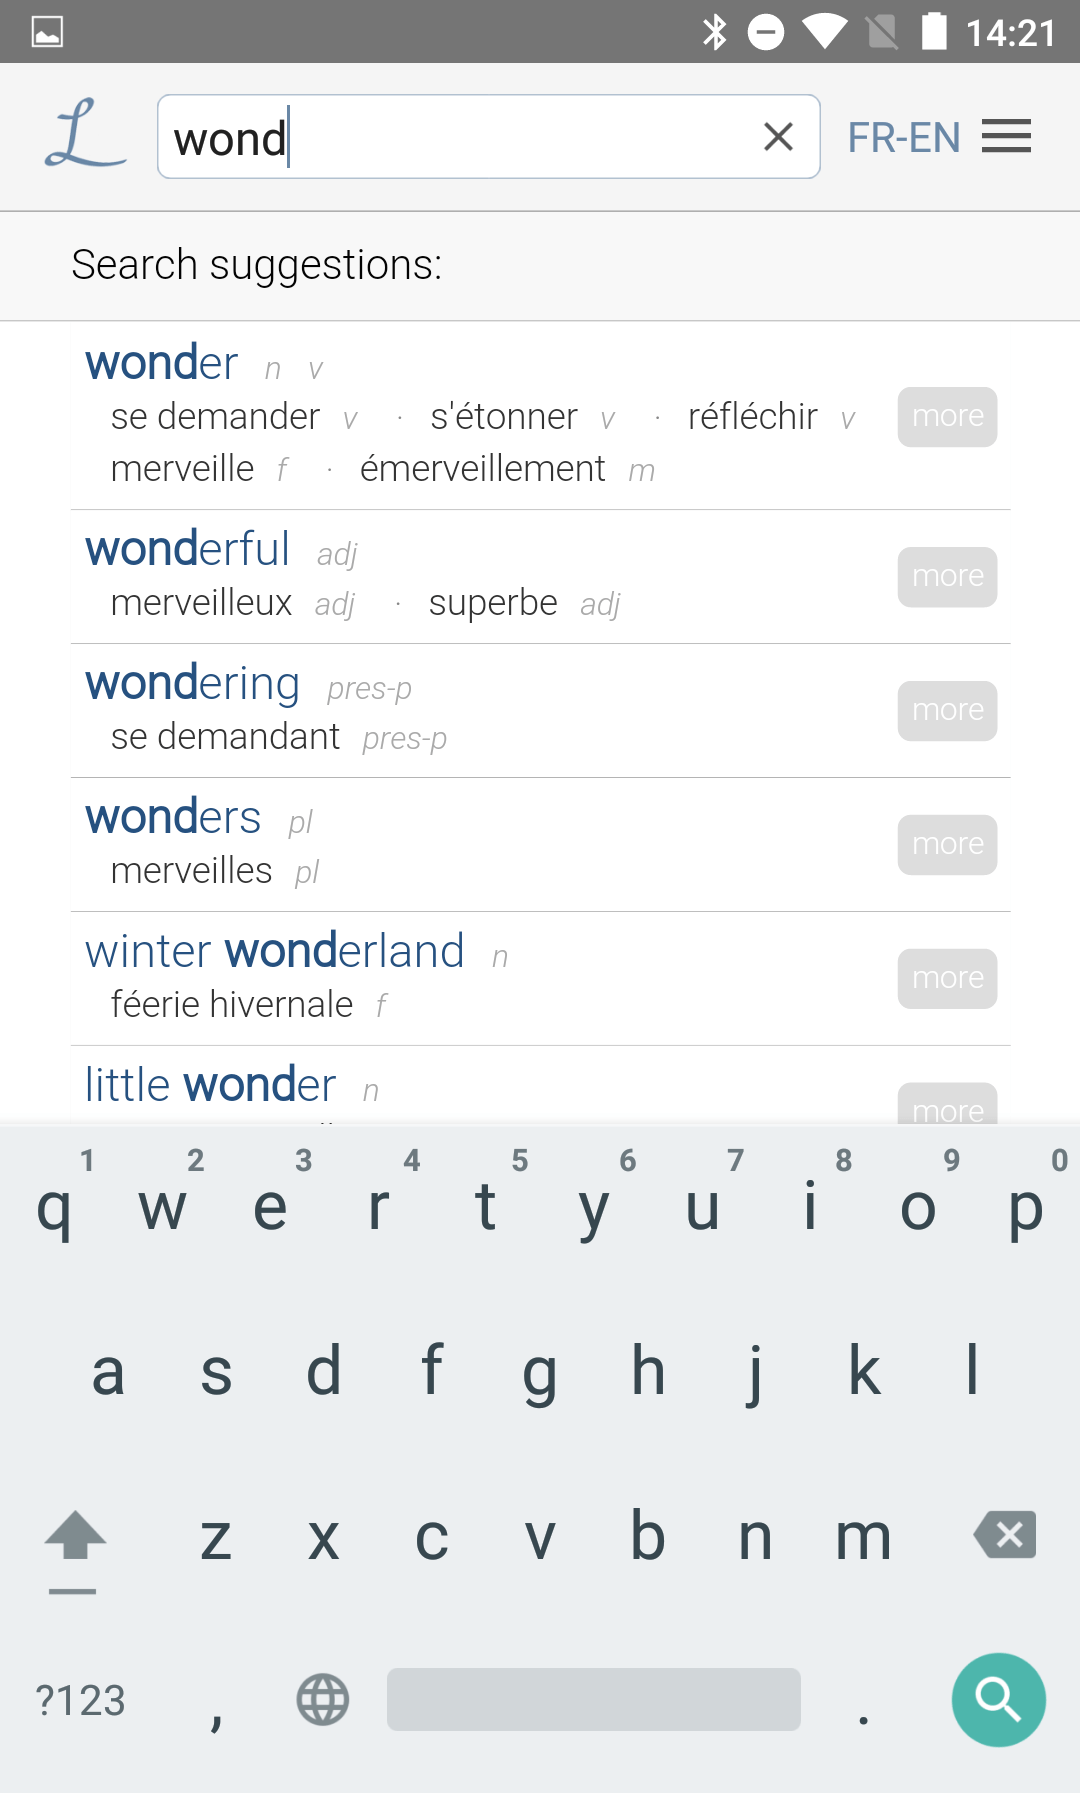 14:21
L wond FR-EN
Search suggestions:
wonder n v
se demander v · s'étonner v · réfléchir v more
merveille f · émerveillement m
wonderful adj
merveilleux adj · superbe adj more
wondering pres-p
se demandant pres-p more
wonders pl
merveilles pl more
winter wonderland n
féerie hivernale f more
little wonder n
more
1 2 3 4 5 6 7 8 9 0
q w e r t y u i o p
a s d f g h j k l
z x c v b n m
?123 , .